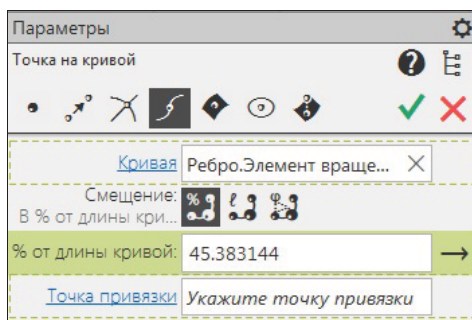 Параметры
Точка на кривой
Кривая Ребро.Элемент враще...
Смещение:
В % от длины кри...
% от длины кривой: 45.383144
Точка привязки Укажите точку привязки